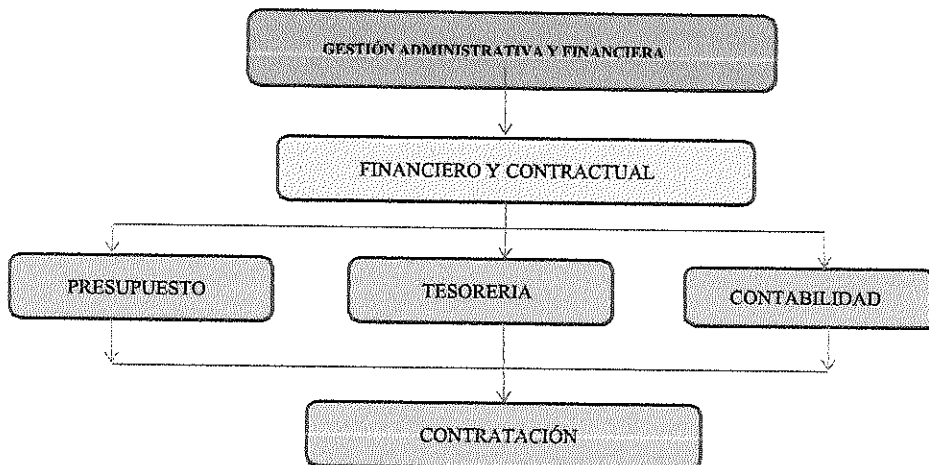 GESTIÓN ADMINISTRATIVA Y FINANCIERA
FINANCIERO Y CONTRACTUAL
PRESUPUESTO
TESORERIA
CONTABILIDAD
CONTRATACIÓN